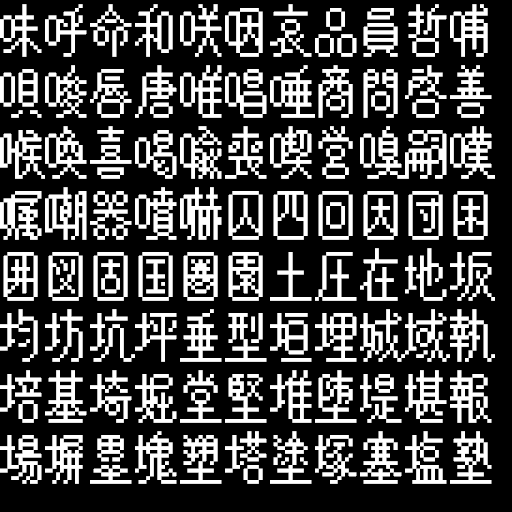 味呼命和咲咽哀品員哲哺
唄唆唇唐唯唱唾商問啓善
喉喚喜喝喩喪喫営嗅嗣嘆
嘱嘲器噴嚇囚四回因団困
囲図固国圏園土圧在地坂
均坊坑坪垂型垣埋城域執
培基埼堀堂堅堆堕堤堪報
場塀塁塊塑塔塗塚塞塩塾